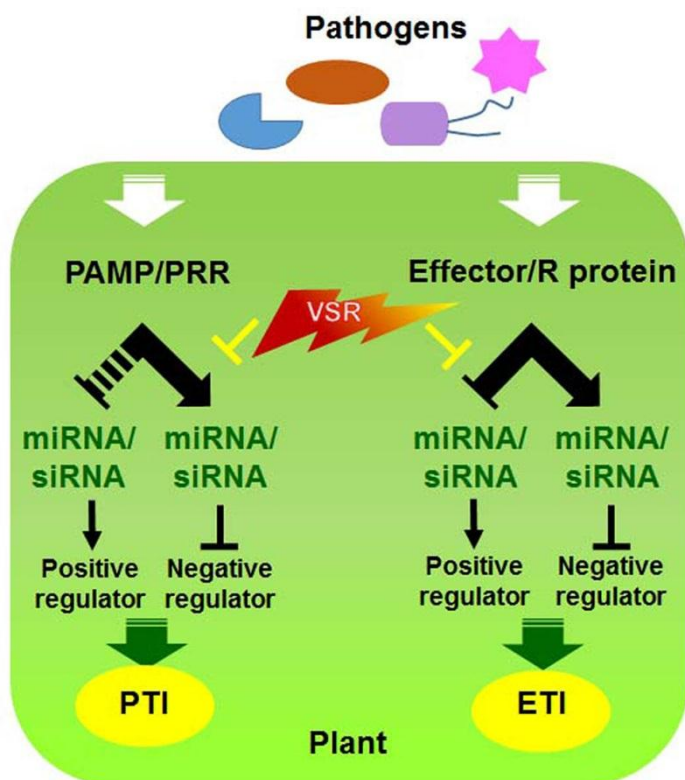 Pathogens
PAMP/PRR
Effector/R protein
VSR
miRNA/
siRNA
miRNA/
siRNA
miRNA/
siRNA
miRNA/
siRNA
Positive
regulator
Negative
regulator
Positive
regulator
Negative
regulator
PTI
ETI
Plant